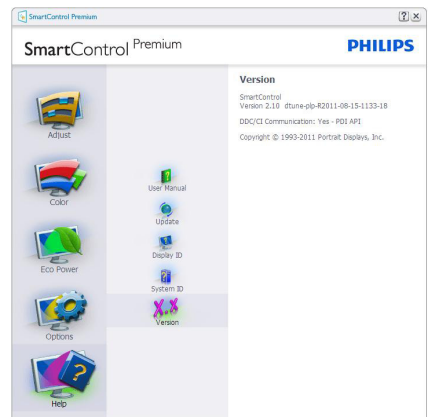 SmartControl Premium
SmartControl Premium
PHILIPS
Adjust
Color
Eco Power
Options
Help
User Manual
Update
Display ID
System ID
X.X
Version
Version
SmartControl
Version 2.10 dtune-plp-R2011-08-15-1133-18
DDC/CI Communication: Yes - PDI API
Copyright © 1993-2011 Portrait Displays, Inc.